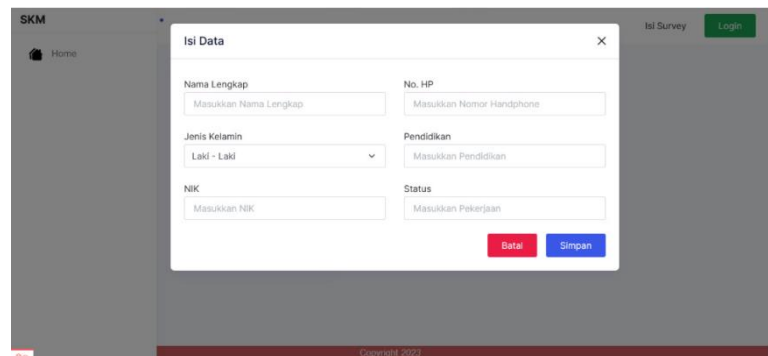 SKM
Isi Survey
Login
Home
Isi Data
Nama Lengkap
No. HP
Masukkan Nama Lengkap
Masukkan Nomor Handphone
Jenis Kelamin
Pendidikan
Laki - Laki
Masukkan Pendidikan
NIK
Status
Masukkan NIK
Masukkan Pekerjaan
Batal
Simpan
Copyright 2023